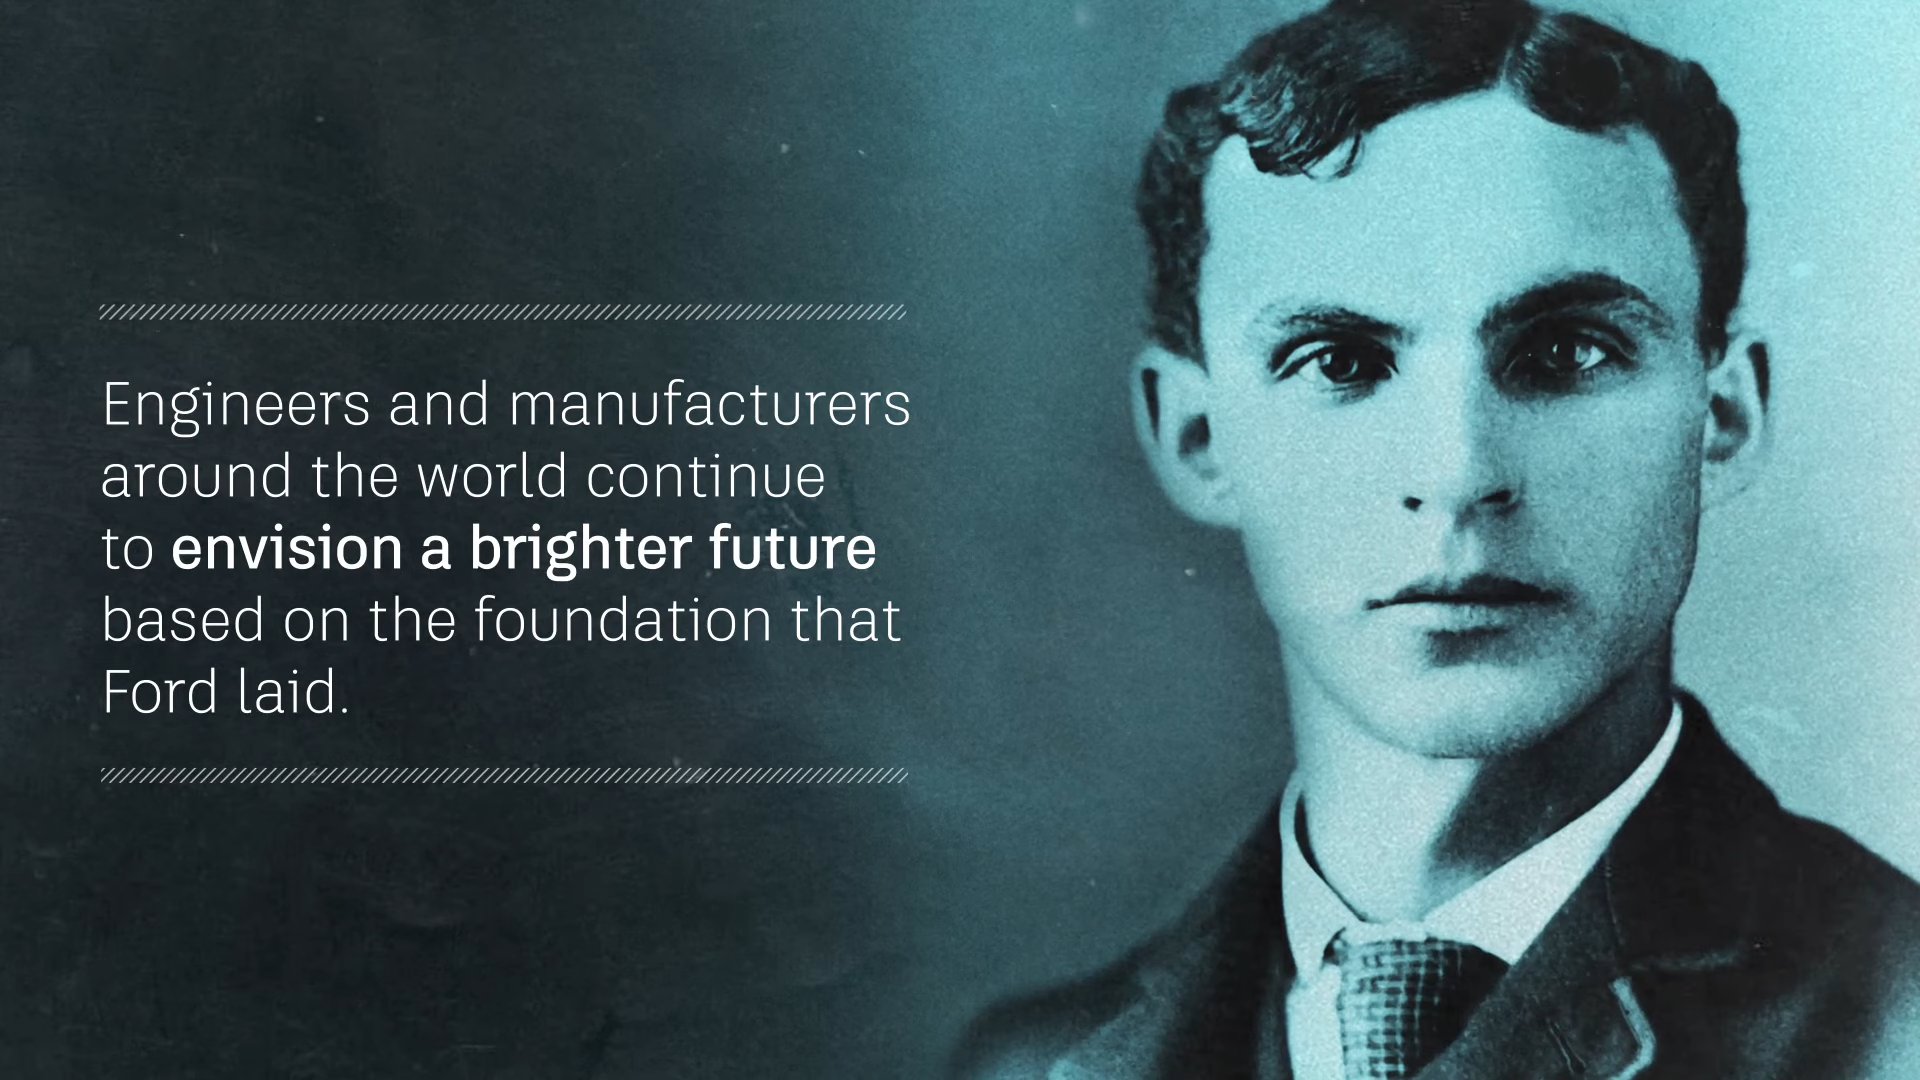 Engineers and manufacturers
around the world continue
to envision a brighter future
based on the foundation that
Ford laid.